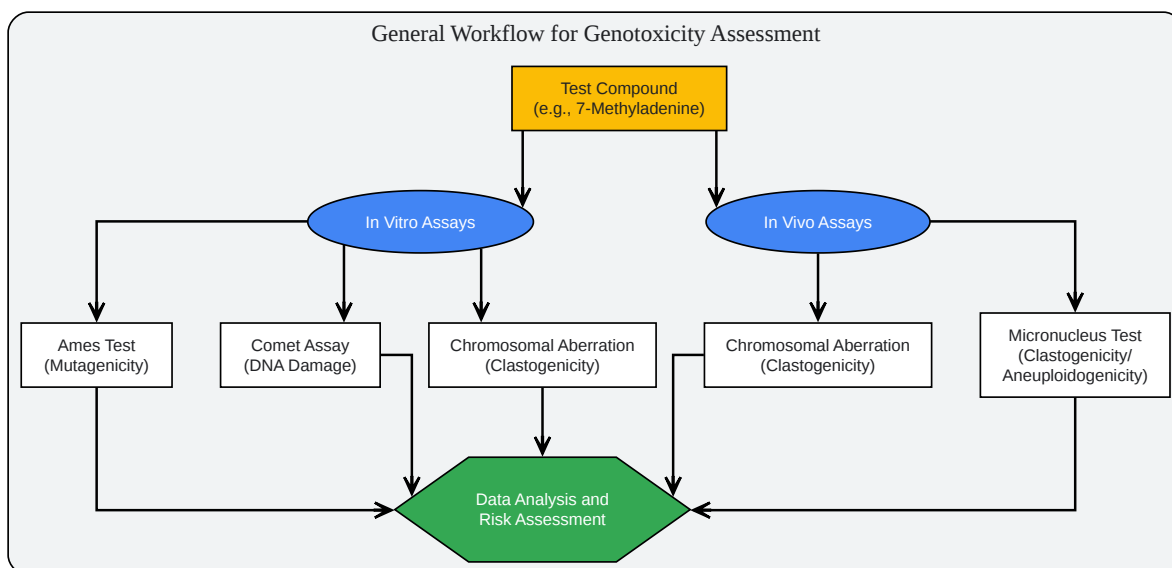 General Workflow for Genotoxicity Assessment
Test Compound
(e.g., 7-Methyladenine)
In Vitro Assays
In Vivo Assays
Ames Test
(Mutagenicity)
Comet Assay
(DNA Damage)
Chromosomal Aberration
(Clastogenicity)
Chromosomal Aberration
(Clastogenicity)
Micronucleus Test
(Clastogenicity/
Aneuploidogenicity)
Data Analysis and
Risk Assessment